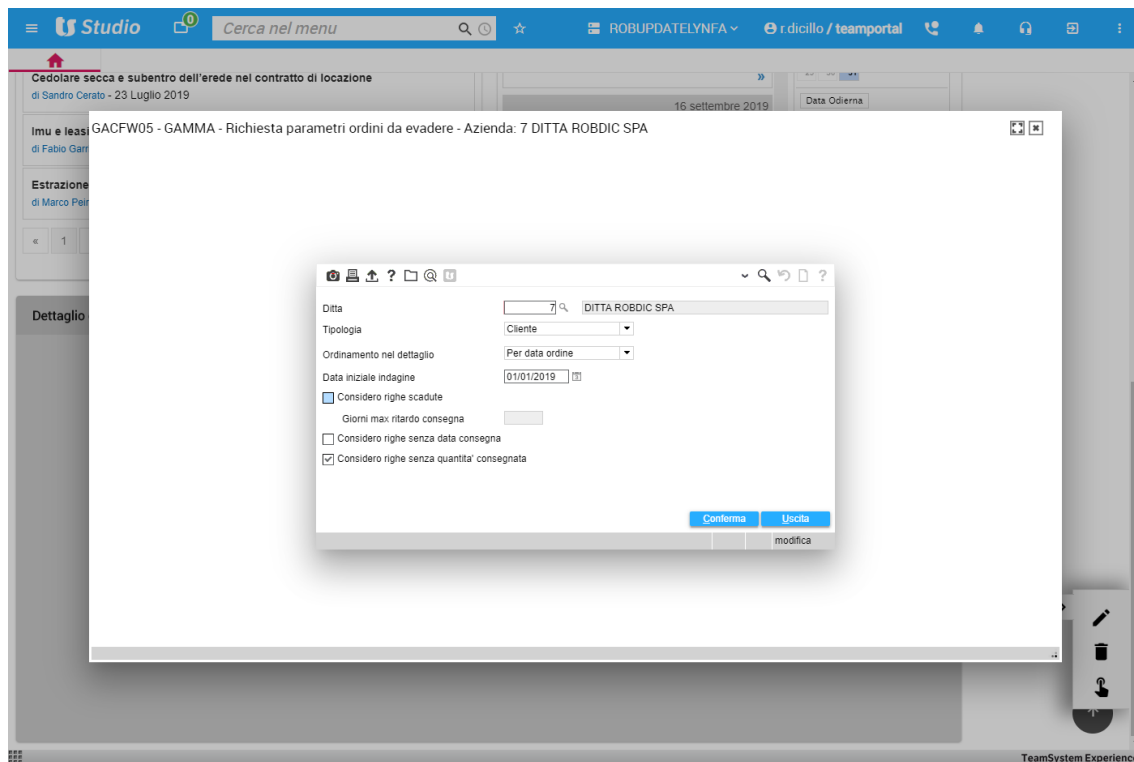 Studio
0
Cerca nel menu
ROBUPDATELYNFA
r.dicillo / teamportal
Cedolare secca e subentro dell'erede nel contratto di locazione
di Sandro Cerato - 23 Luglio 2019
»
16 settembre 2019
Data Odierna
Imu e leasi
di Fabio Garr
GACFW05 - GAMMA - Richiesta parametri ordini da evadere - Azienda: 7 DITTA ROBDIC SPA
Estrazione
di Marco Peir
« 1
Dettaglio
Ditta 7 DITTA ROBDIC SPA
Tipologia Cliente
Ordinamento nel dettaglio Per data ordine
Data iniziale indagine 01/01/2019
Considero righe scadute
Giorni max ritardo consegna
Considero righe senza data consegna
Considero righe senza quantita' consegnata
Conferma Uscita
modifica
TeamSystem Experience